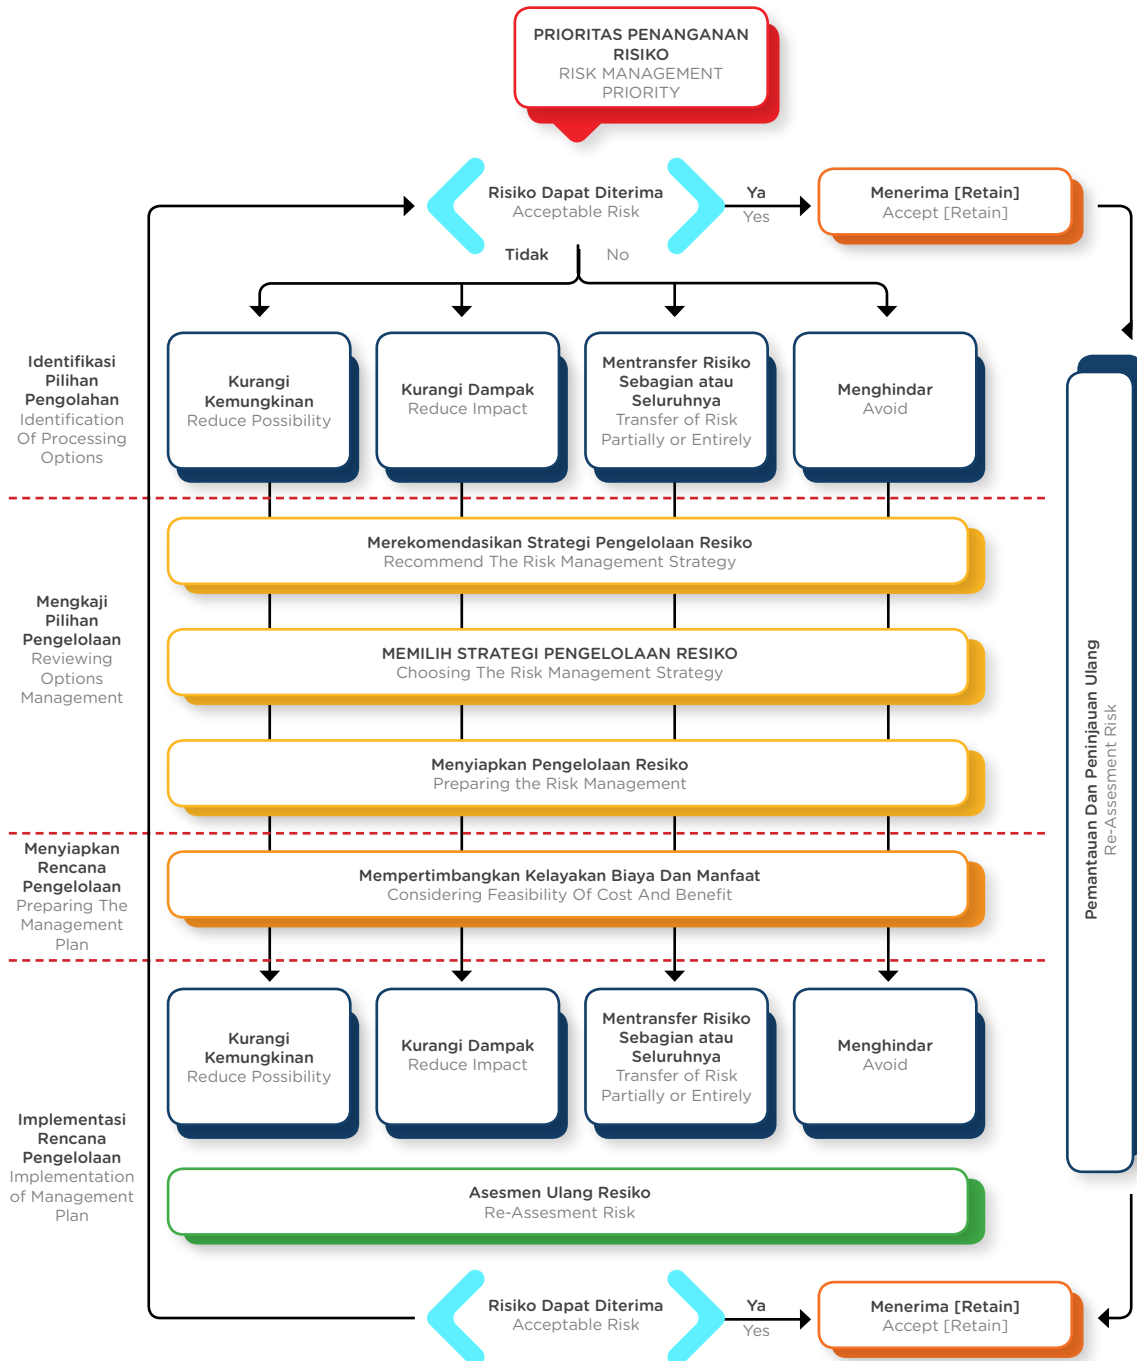 PRIORITAS PENANGANAN
RISIKO
RISK MANAGEMENT
PRIORITY
Risiko Dapat Diterima
Acceptable Risk
Ya
Yes
Menerima [Retain]
Accept [Retain]
Tidak
No
Identifikasi
Pilihan
Pengolahan
Identification
Of Processing
Options
Kurangi
Kemungkinan
Reduce Possibility
Kurangi Dampak
Reduce Impact
Mentransfer Risiko
Sebagian atau
Seluruhnya
Transfer of Risk
Partially or Entirely
Menghindar
Avoid
Mengkaji
Pilihan
Pengelolaan
Reviewing
Options
Management
Merekomendasikan Strategi Pengelolaan Resiko
Recommend The Risk Management Strategy
MEMILIH STRATEGI PENGELOLAAN RESIKO
Choosing The Risk Management Strategy
Menyiapkan Pengelolaan Resiko
Preparing the Risk Management
Pemantauan Dan Peninjauan Ulang
Re-Assesment Risk
Menyiapkan
Rencana
Pengelolaan
Preparing The
Management
Plan
Mempertimbangkan Kelayakan Biaya Dan Manfaat
Considering Feasibility Of Cost And Benefit
Implementasi
Rencana
Pengelolaan
Implementation
of Management
Plan
Kurangi
Kemungkinan
Reduce Possibility
Kurangi Dampak
Reduce Impact
Mentransfer Risiko
Sebagian atau
Seluruhnya
Transfer of Risk
Partially or Entirely
Menghindar
Avoid
Asesmen Ulang Resiko
Re-Assesment Risk
Risiko Dapat Diterima
Acceptable Risk
Ya
Yes
Menerima [Retain]
Accept [Retain]